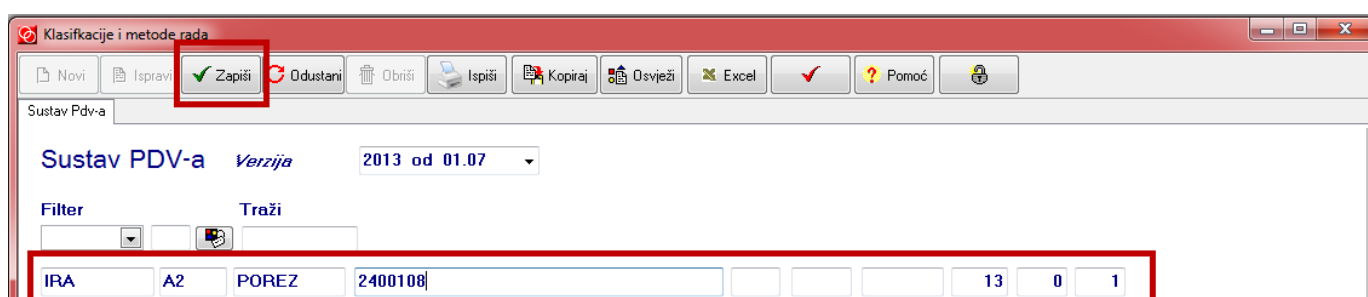 Klasifkacije i metode rada
Novi Ispravi Zapiši Odustani Obriši Ispiši Kopiraj Osvježi Excel Pomoć
Sustav Pdv-a
Sustav PDV-a Verzija 2013 od 01.07
Filter Traži
IRA A2 POREZ 2400108 13 0 1